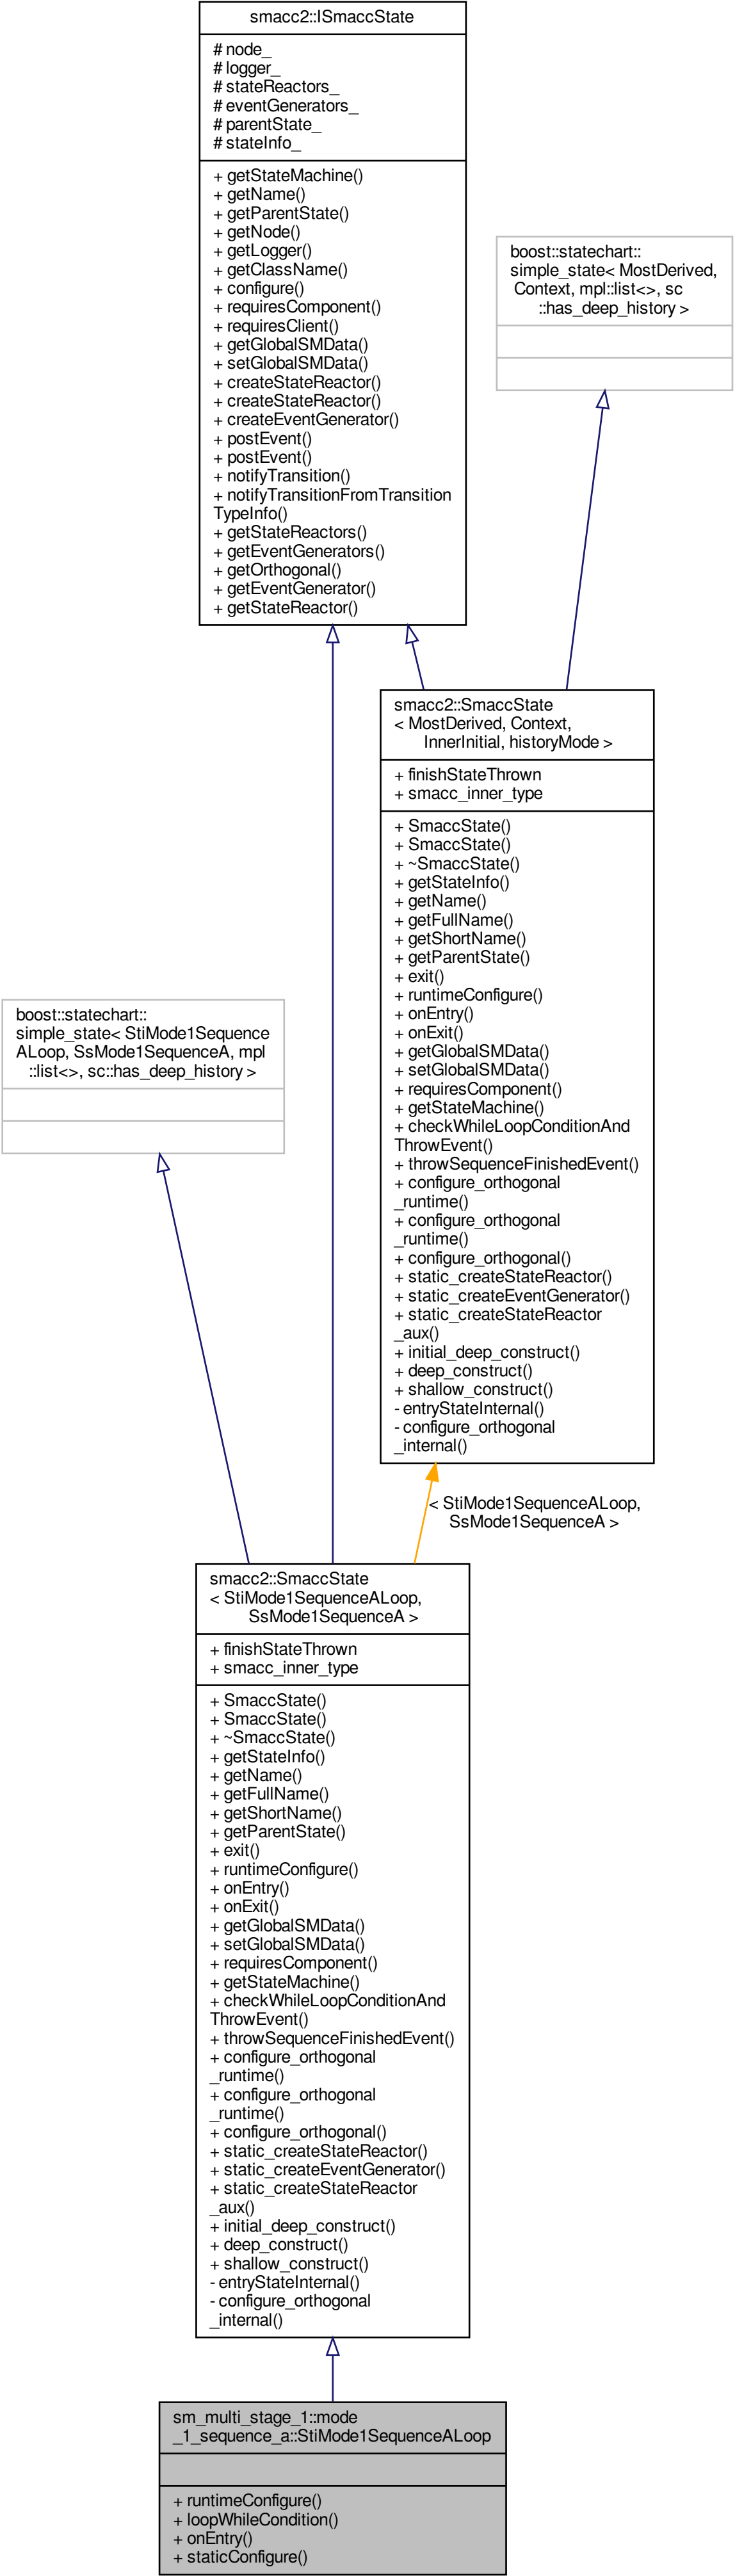 smacc2::ISmaccState
# node_
# logger_
# stateReactors_
# eventGenerators_
# parentState_
# stateInfo_
+ getStateMachine()
+ getName()
+ getParentState()
+ getNode()
+ getLogger()
+ getClassName()
+ configure()
+ requiresComponent()
+ requiresClient()
+ getGlobalSMData()
+ setGlobalSMData()
+ createStateReactor()
+ createStateReactor()
+ createEventGenerator()
+ postEvent()
+ postEvent()
+ notifyTransition()
+ notifyTransitionFromTransition
TypeInfo()
+ getStateReactors()
+ getEventGenerators()
+ getOrthogonal()
+ getEventGenerator()
+ getStateReactor()
boost::statechart::
simple_state< MostDerived,
Context, mpl::list<>, sc
::has_deep_history >
smacc2::SmaccState
< MostDerived, Context,
InnerInitial, historyMode >
+ finishStateThrown
+ smacc_inner_type
+ SmaccState()
+ SmaccState()
+ ~SmaccState()
+ getStateInfo()
+ getName()
+ getFullName()
+ getShortName()
+ getParentState()
+ exit()
+ runtimeConfigure()
+ onEntry()
+ onExit()
+ getGlobalSMData()
+ setGlobalSMData()
+ requiresComponent()
+ getStateMachine()
+ checkWhileLoopConditionAnd
ThrowEvent()
+ throwSequenceFinishedEvent()
+ configure_orthogonal
_runtime()
+ configure_orthogonal
_runtime()
+ configure_orthogonal()
+ static_createStateReactor()
+ static_createEventGenerator()
+ static_createStateReactor
_aux()
+ initial_deep_construct()
+ deep_construct()
+ shallow_construct()
- entryStateInternal()
- configure_orthogonal
_internal()
boost::statechart::
simple_state< StiMode1Sequence
ALoop, SsMode1SequenceA, mpl
::list<>, sc::has_deep_history >
< StiMode1SequenceALoop,
SsMode1SequenceA >
smacc2::SmaccState
< StiMode1SequenceALoop,
SsMode1SequenceA >
+ finishStateThrown
+ smacc_inner_type
+ SmaccState()
+ SmaccState()
+ ~SmaccState()
+ getStateInfo()
+ getName()
+ getFullName()
+ getShortName()
+ getParentState()
+ exit()
+ runtimeConfigure()
+ onEntry()
+ onExit()
+ getGlobalSMData()
+ setGlobalSMData()
+ requiresComponent()
+ getStateMachine()
+ checkWhileLoopConditionAnd
ThrowEvent()
+ throwSequenceFinishedEvent()
+ configure_orthogonal
_runtime()
+ configure_orthogonal
_runtime()
+ configure_orthogonal()
+ static_createStateReactor()
+ static_createEventGenerator()
+ static_createStateReactor
_aux()
+ initial_deep_construct()
+ deep_construct()
+ shallow_construct()
- entryStateInternal()
- configure_orthogonal
_internal()
sm_multi_stage_1::mode
_1_sequence_a::StiMode1SequenceALoop
+ runtimeConfigure()
+ loopWhileCondition()
+ onEntry()
+ staticConfigure()